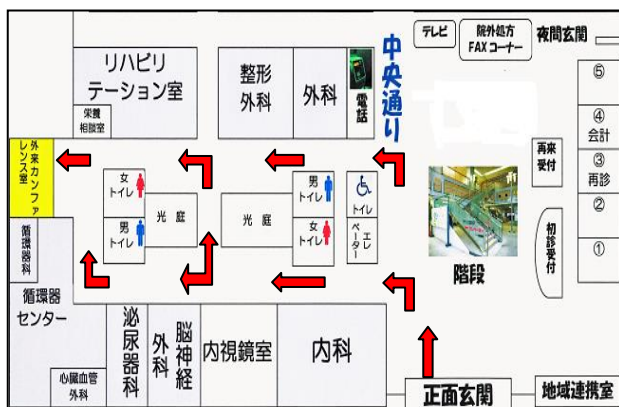 テレビ
院外処方
FAXコーナー
夜間玄関
リハビリ
テーション室
栄養
相談室
整形
外科
外科
電話
中央通り
⑤
④
会計
③
再診
②
①
再来
受付
初診受付
外来カンファ
レンス室
女
トイレ
男
トイレ
光庭
光庭
男
トイレ
女
トイレ
トイレ
エレ
ベーター
階段
循環器科
循環器
センター
心臓血管
外科
泌尿器科
脳神経
外科
内視鏡室
内科
正面玄関
地域連携室